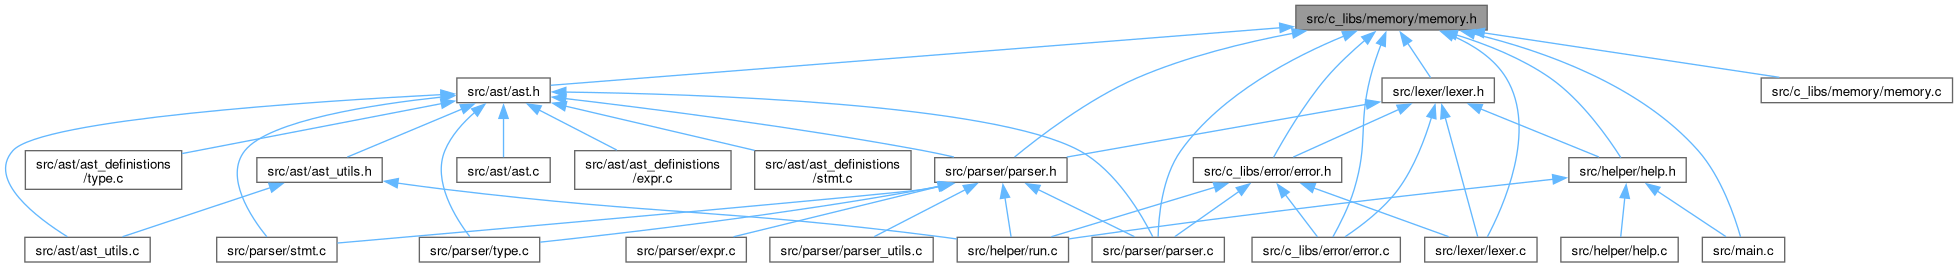 src/c_libs/memory/memory.h
src/ast/ast.h
src/lexer/lexer.h
src/c_libs/memory/memory.c
src/ast/ast_definistions
/type.c
src/ast/ast_utils.h
src/ast/ast.c
src/ast/ast_definistions
/expr.c
src/ast/ast_definistions
/stmt.c
src/parser/parser.h
src/c_libs/error/error.h
src/helper/help.h
src/ast/ast_utils.c
src/parser/stmt.c
src/parser/type.c
src/parser/expr.c
src/parser/parser_utils.c
src/helper/run.c
src/parser/parser.c
src/c_libs/error/error.c
src/lexer/lexer.c
src/helper/help.c
src/main.c